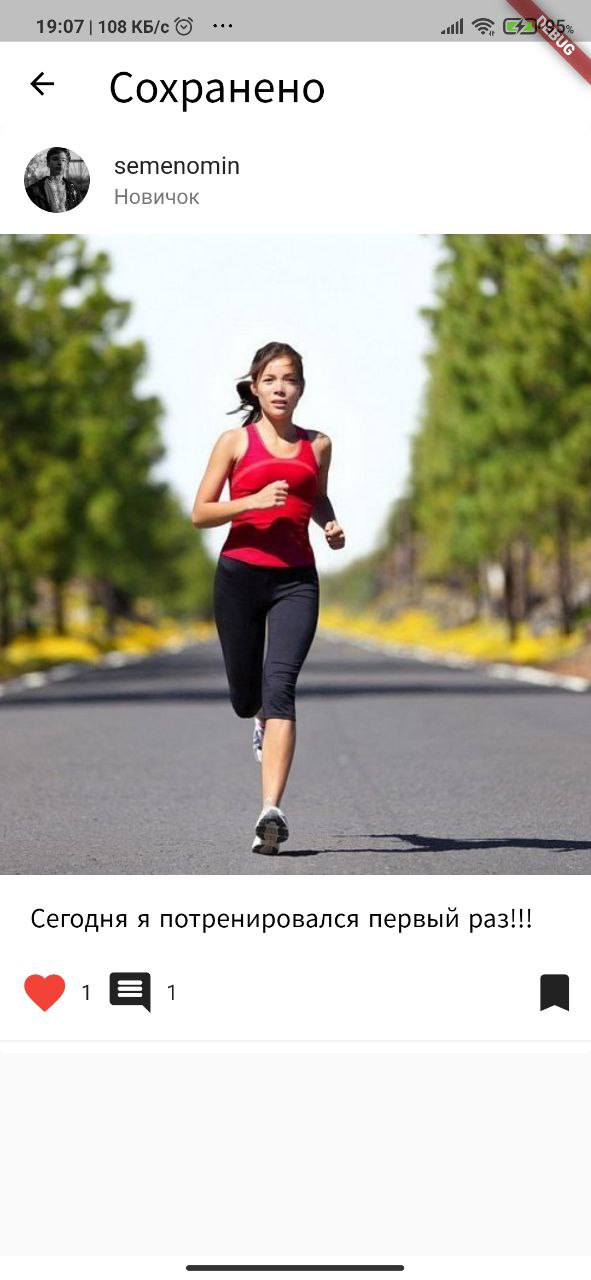 19:07 | 108 КБ/с ... 95%
DEBUG
Сохранено
semenomin
Новичок
Сегодня я потренировался первый раз!!!
1 1